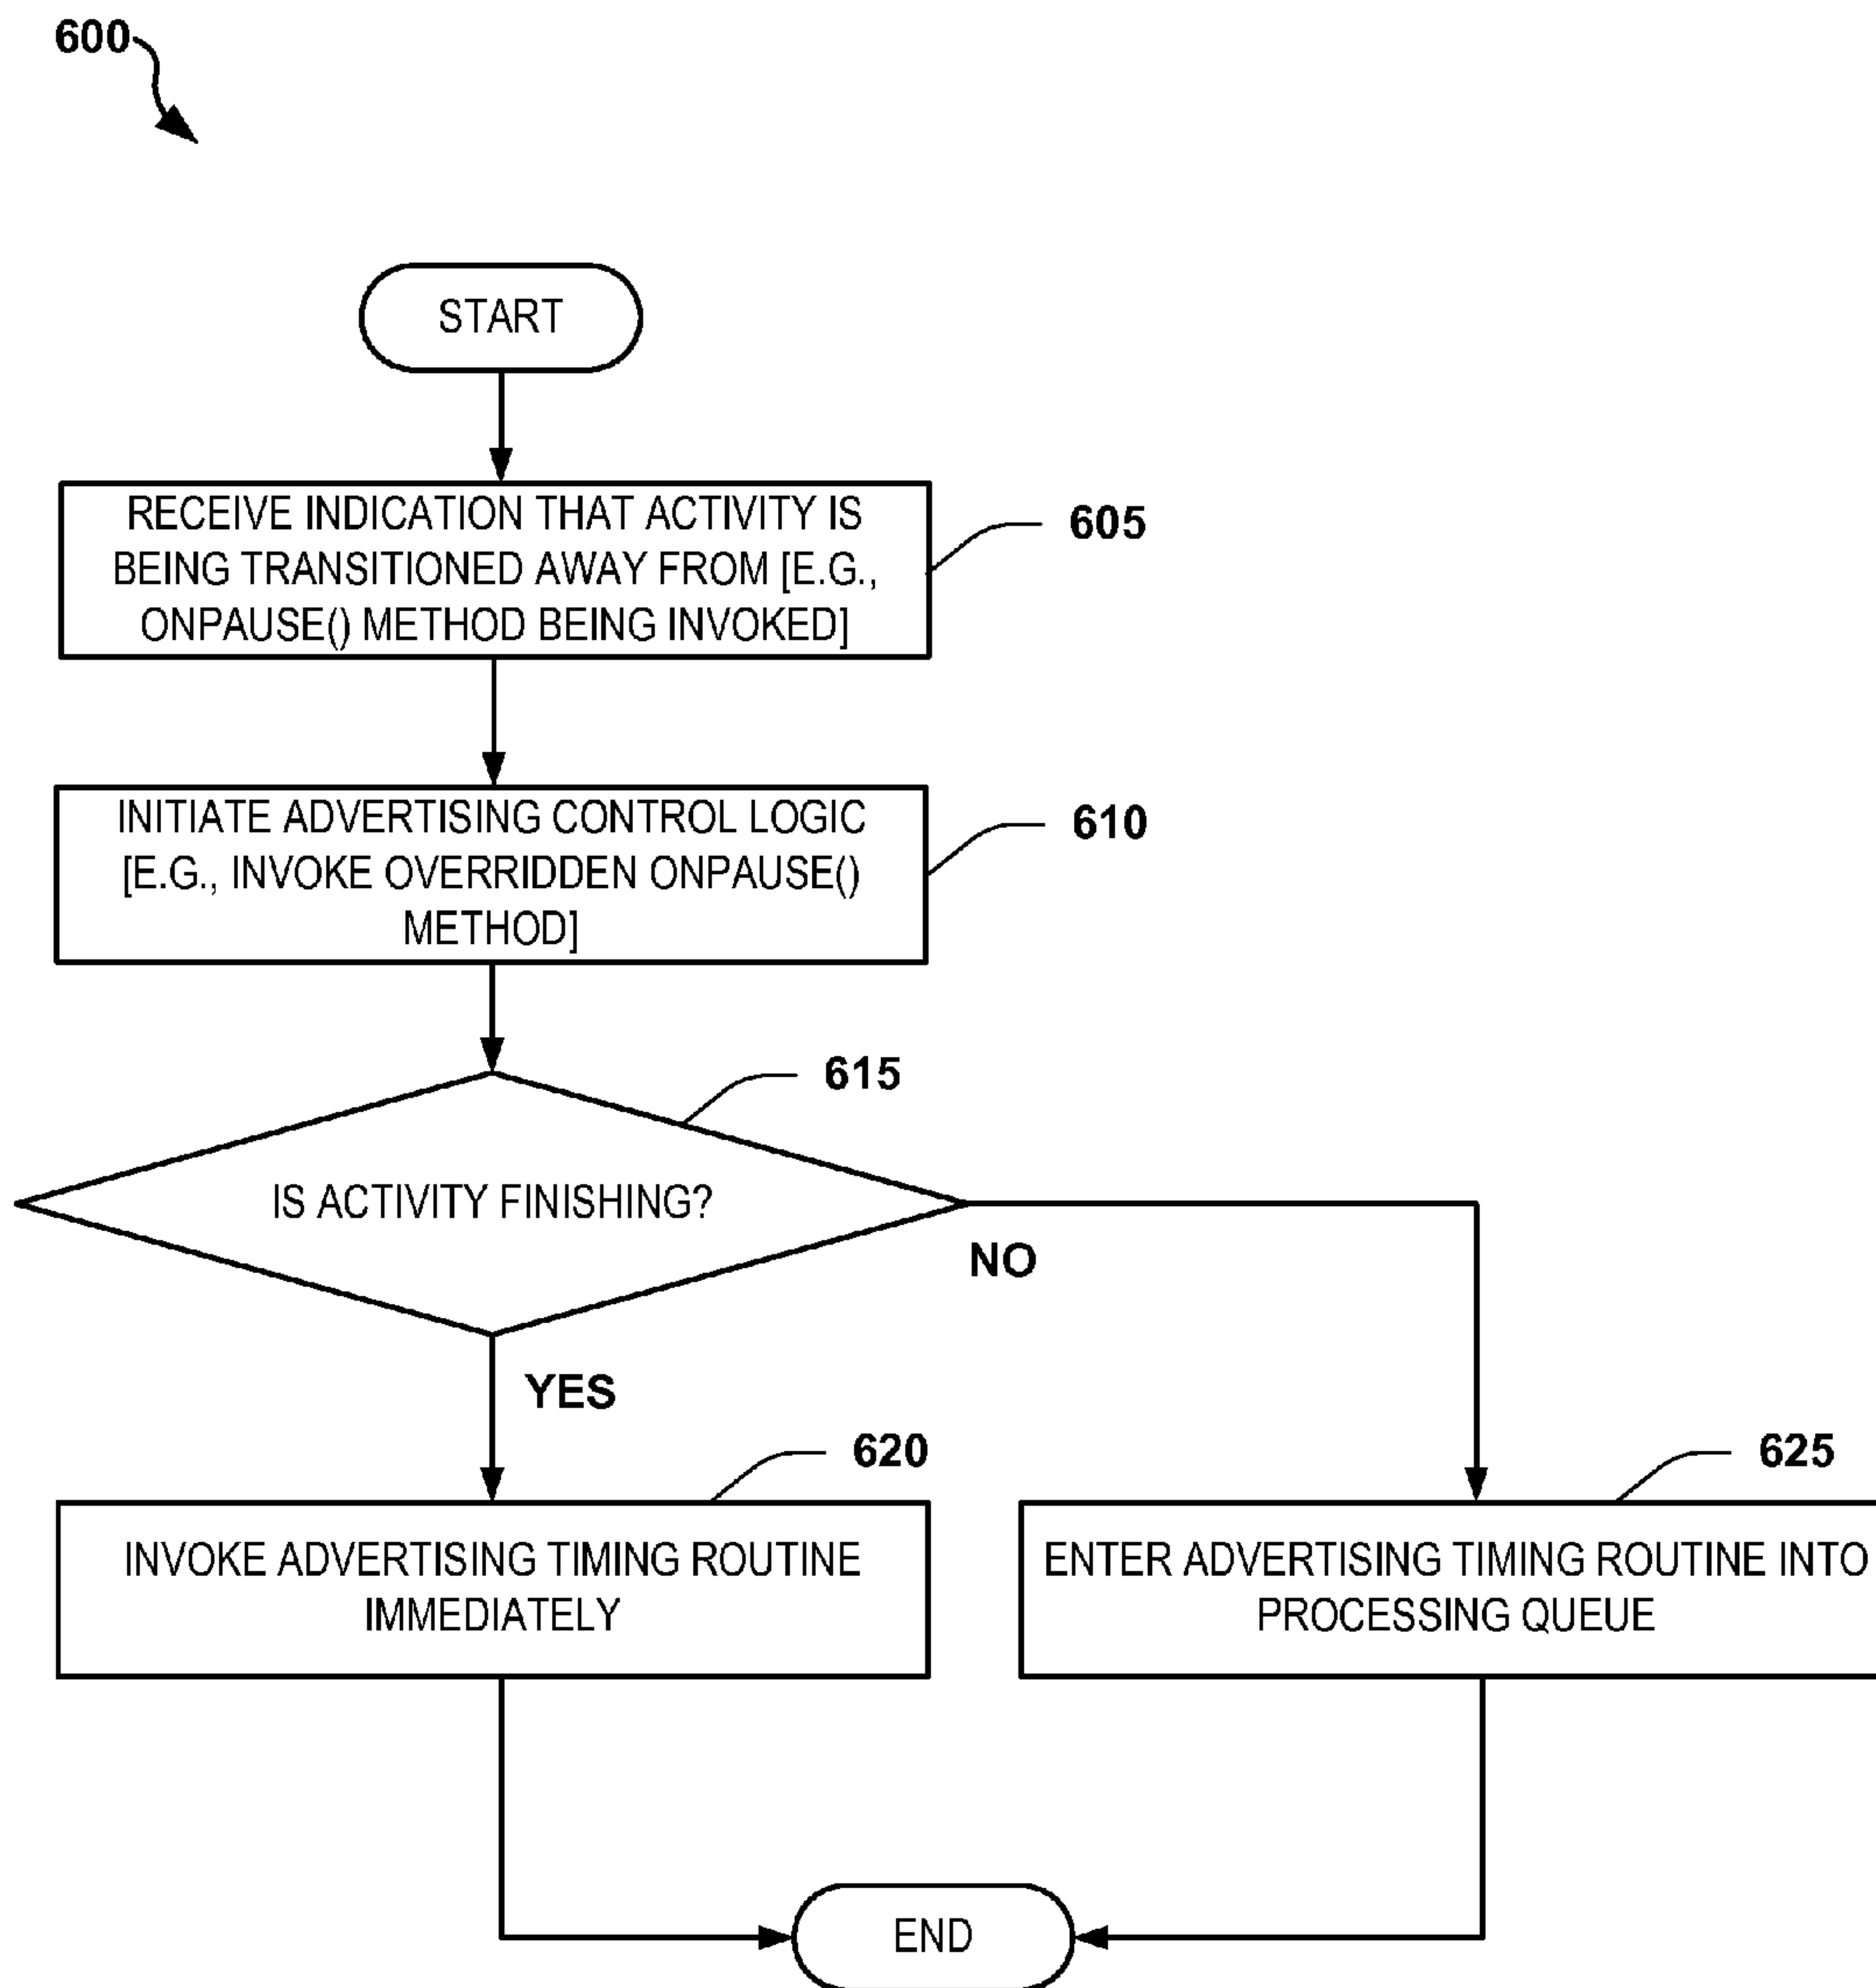 600
START
RECEIVE INDICATION THAT ACTIVITY IS
BEING TRANSITIONED AWAY FROM [E.G.,
ONPAUSE() METHOD BEING INVOKED]
605
INITIATE ADVERTISING CONTROL LOGIC
[E.G., INVOKE OVERRIDDEN ONPAUSE()
METHOD]
610
615
IS ACTIVITY FINISHING?
NO
YES
620
625
INVOKE ADVERTISING TIMING ROUTINE
IMMEDIATELY
ENTER ADVERTISING TIMING ROUTINE INTO
PROCESSING QUEUE
END